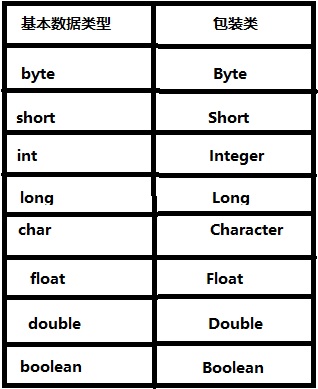 基本数据类型 包装类
byte Byte
short Short
int Integer
long Long
char Character
float Float
double Double
boolean Boolean